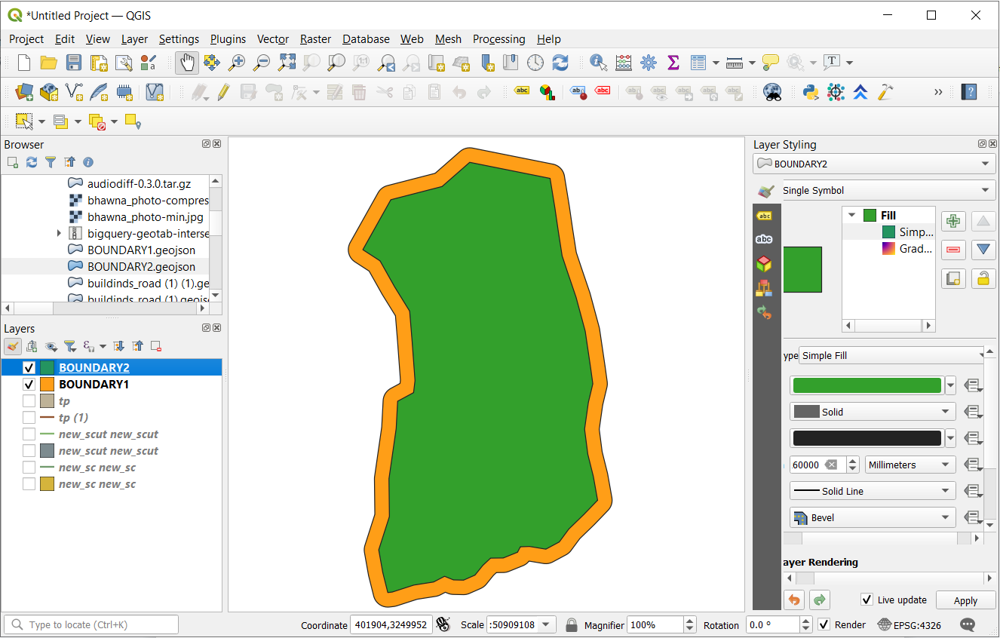 *Untitled Project — QGIS
Project Edit View Layer Settings Plugins Vector Raster Database Web Mesh Processing Help
Browser
audiodiff-0.3.0.tar.gz
bhawna_photo-compres
bhawna_photo-min.jpg
bigquery-geotab-interse
BOUNDARY1.geojson
BOUNDARY2.geojson
buildinds_road (1) (1).ge
buildinds_road (1).geojs
Layers
BOUNDARY2
BOUNDARY1
tp
tp (1)
new_scut new_scut
new_scut new_scut
new_sc new_sc
new_sc new_sc
Layer Styling
BOUNDARY2
Single Symbol
Fill
Simp...
Grad...
ype Simple Fill
Solid
60000 Millimeters
Solid Line
Bevel
ayer Rendering
Live update Apply
Type to locate (Ctrl+K) Coordinate 401904,3249952 Scale :50909108 Magnifier 100% Rotation 0.0 ° Render EPSG:4326